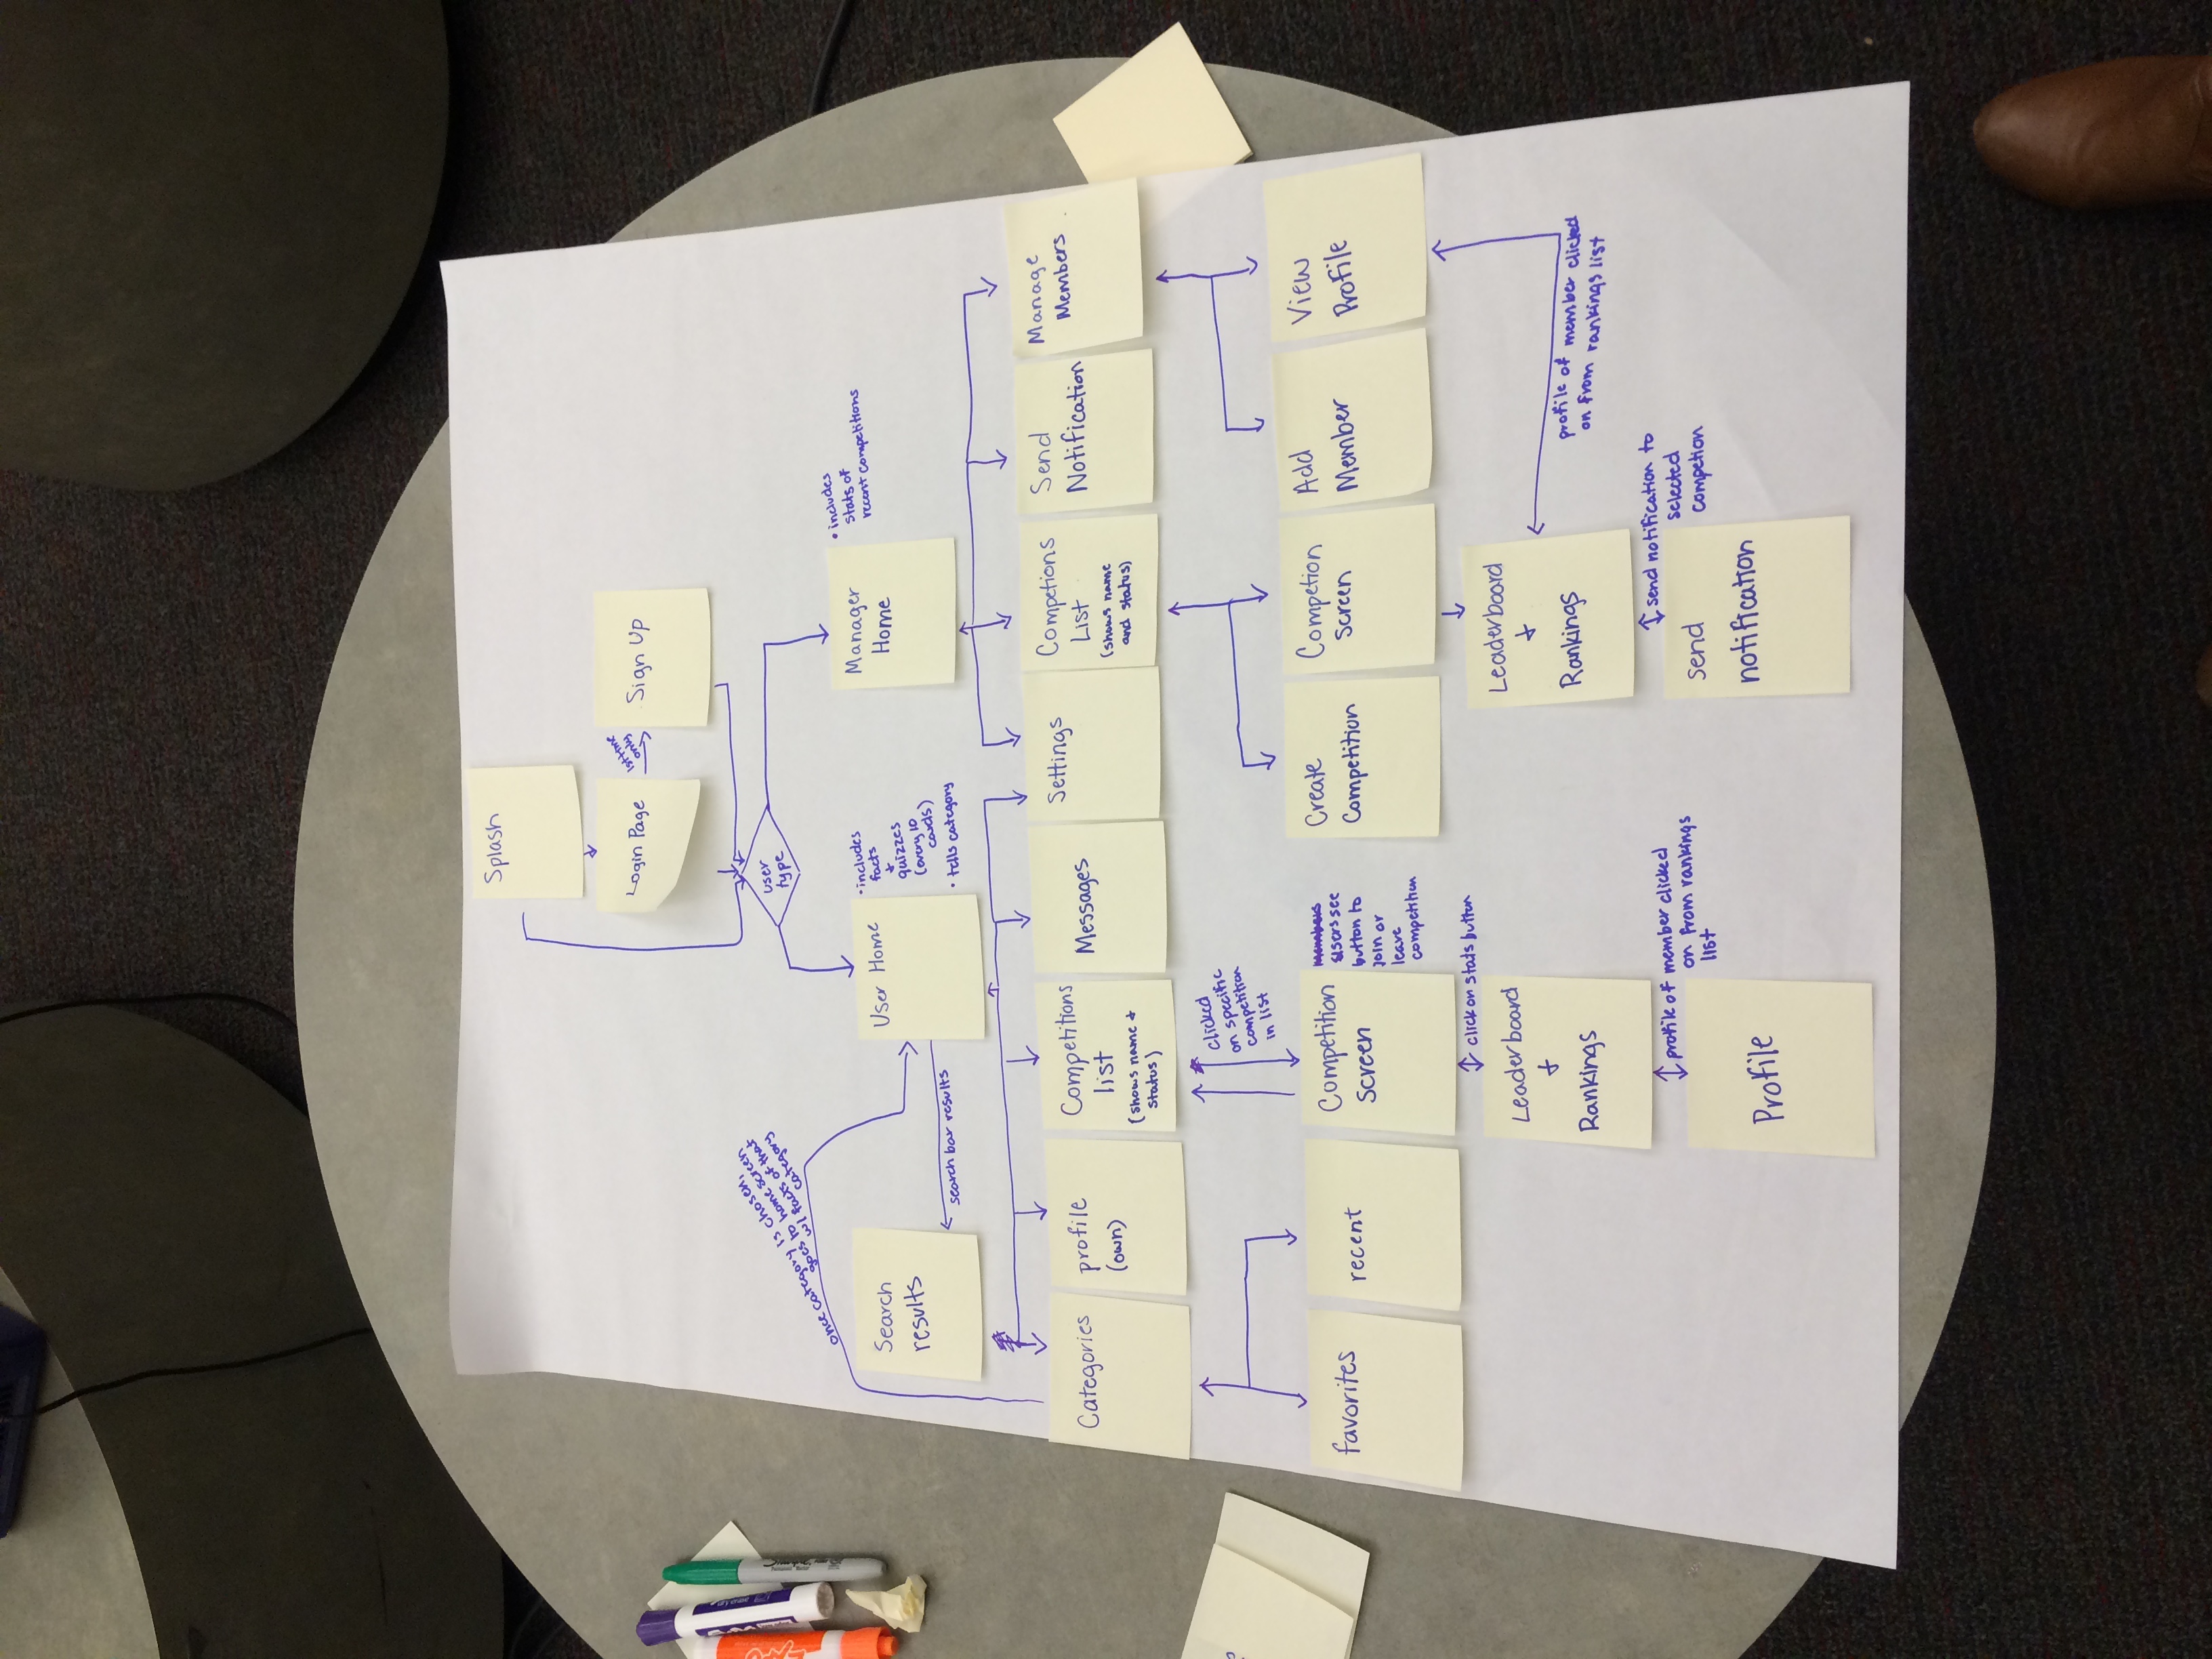 Splash
Login Page
1st time
only
Sign Up
user
type
once category is chosen,
goes to home screen
w/ facts of that
category
Search
results
search bar results
User Home
• includes
facts
+
quizzes
(every 10
cards)
• tells category
Manager
Home
• includes
stats of
recent competitions
Categories
profile
(own)
Competitions
list
(shows name +
status)
Messages
Settings
Competions
List
(shows name
and status)
Send
Notification
Manage
Members
clicked
on specific
competition
in list
favorites
recent
Competition
Screen
Members
users see
button to
join or
leave
competition
Create
Competition
Competion
Screen
Add
Member
View
Profile
click on stats button
Leaderboard
+
Rankings
Leaderboard
+
Rankings
profile of member clicked
on from rankings list
profile of member clicked
on from rankings
list
Profile
send notification to
selected
competion
Send
notification